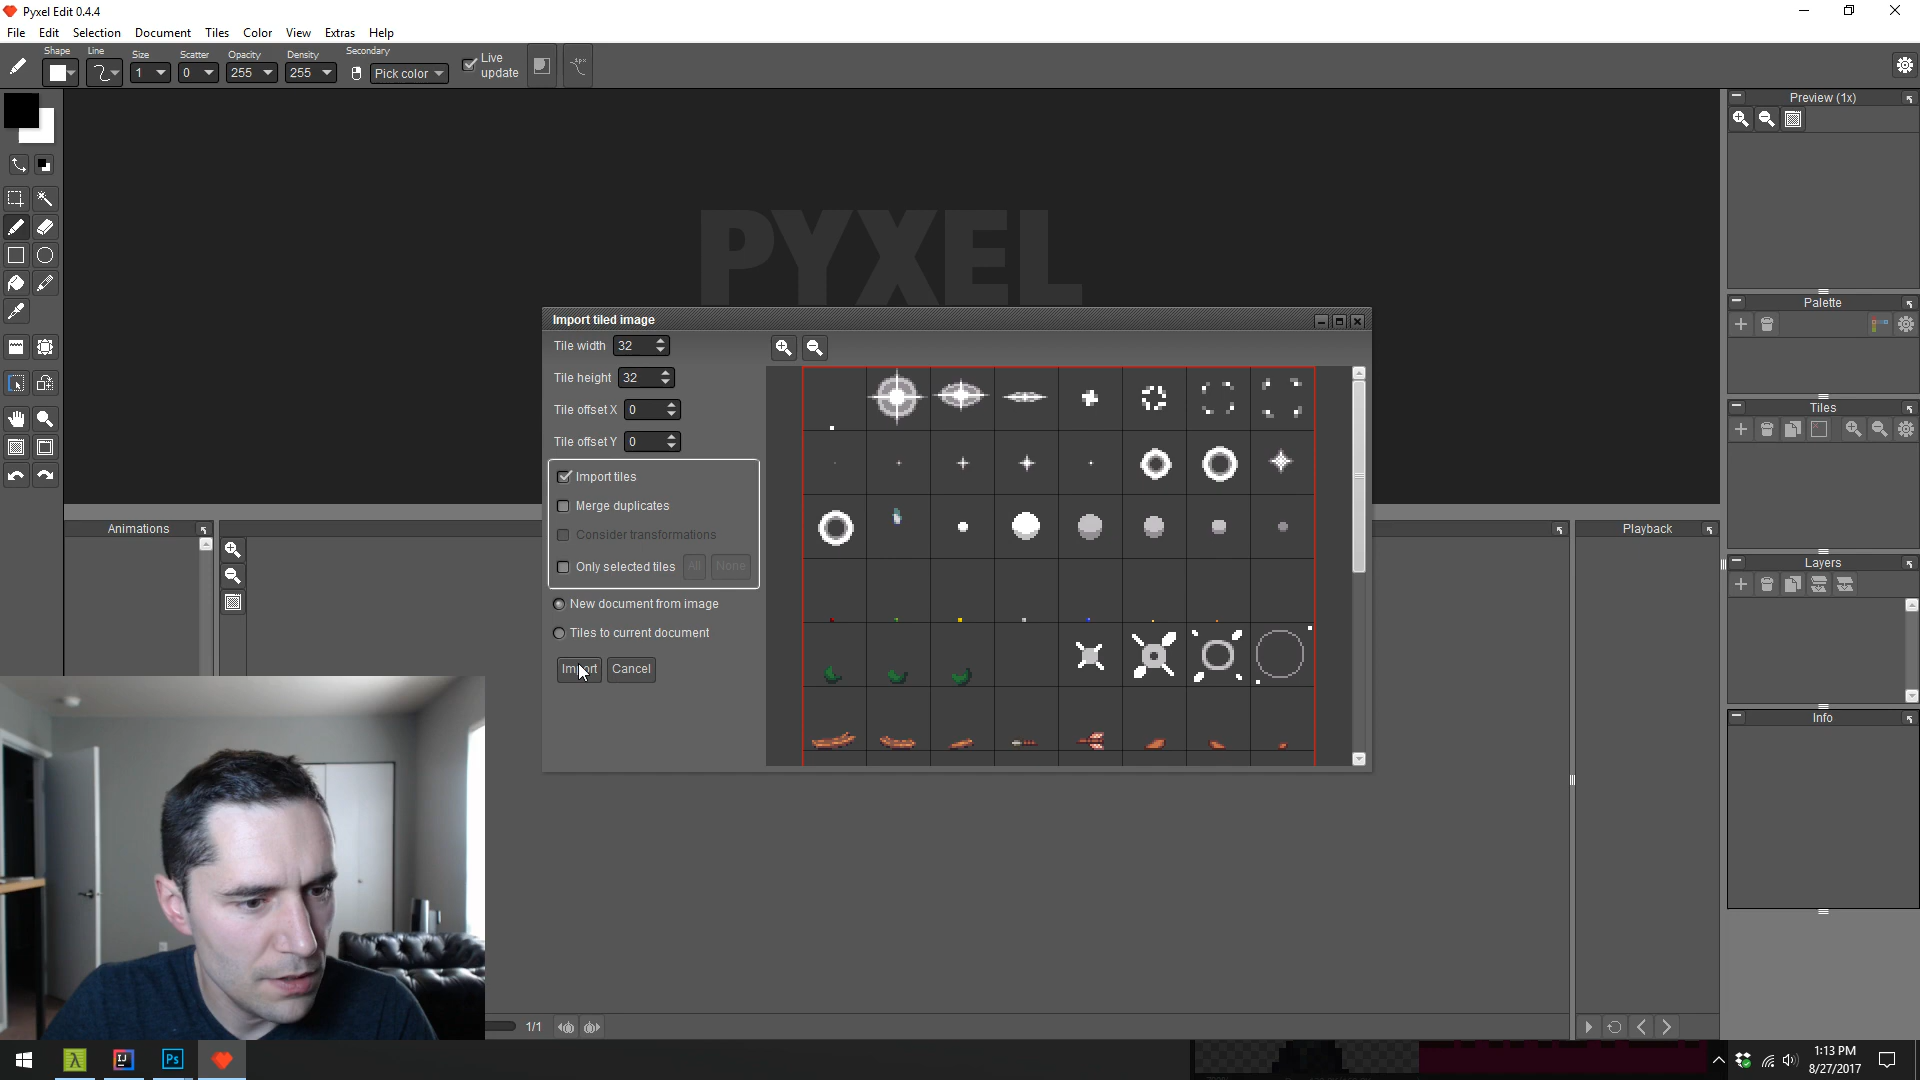 Pyxel Edit 0.4.4
File Edit Selection Document Tiles Color View Extras Help
Shape Line Size Scatter Opacity Density Secondary
1 0 255 255 Pick color Live update
Preview (1x)
PYXEL
Palette
Import tiled image
Tile width 32
Tile height 32
Tile offset X 0
Tile offset Y 0
Import tiles
Merge duplicates
Consider transformations
Only selected tiles All None
New document from image
Tiles to current document
Import Cancel
Tiles
Animations
Playback
Layers
Info
1/1
IJ
Ps
1:13 PM
8/27/2017